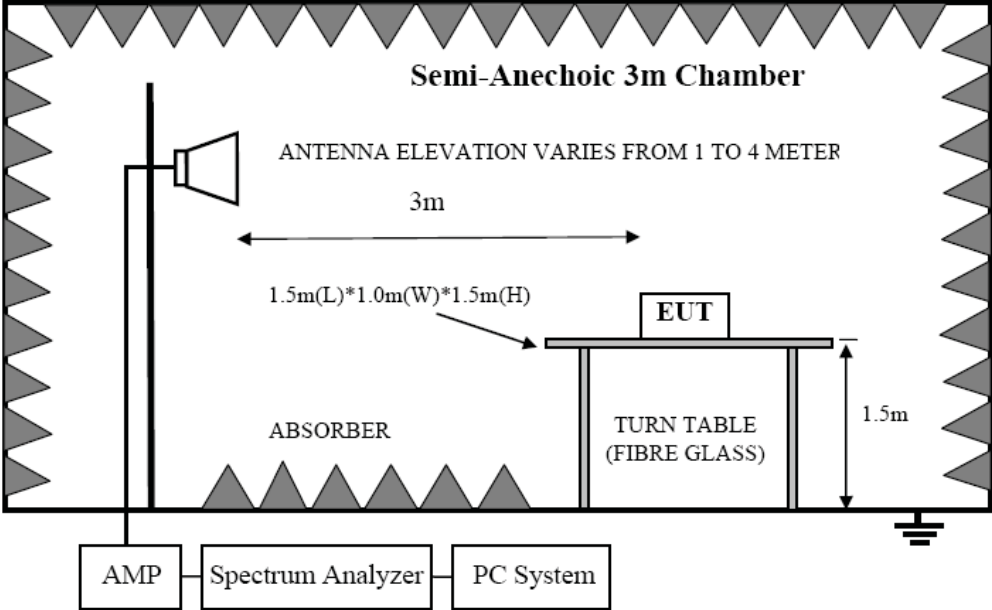 Semi-Anechoic 3m Chamber
ANTENNA ELEVATION VARIES FROM 1 TO 4 METER
3m
1.5m(L)*1.0m(W)*1.5m(H)
EUT
1.5m
TURN TABLE
(FIBRE GLASS)
ABSORBER
AMP
Spectrum Analyzer
PC System